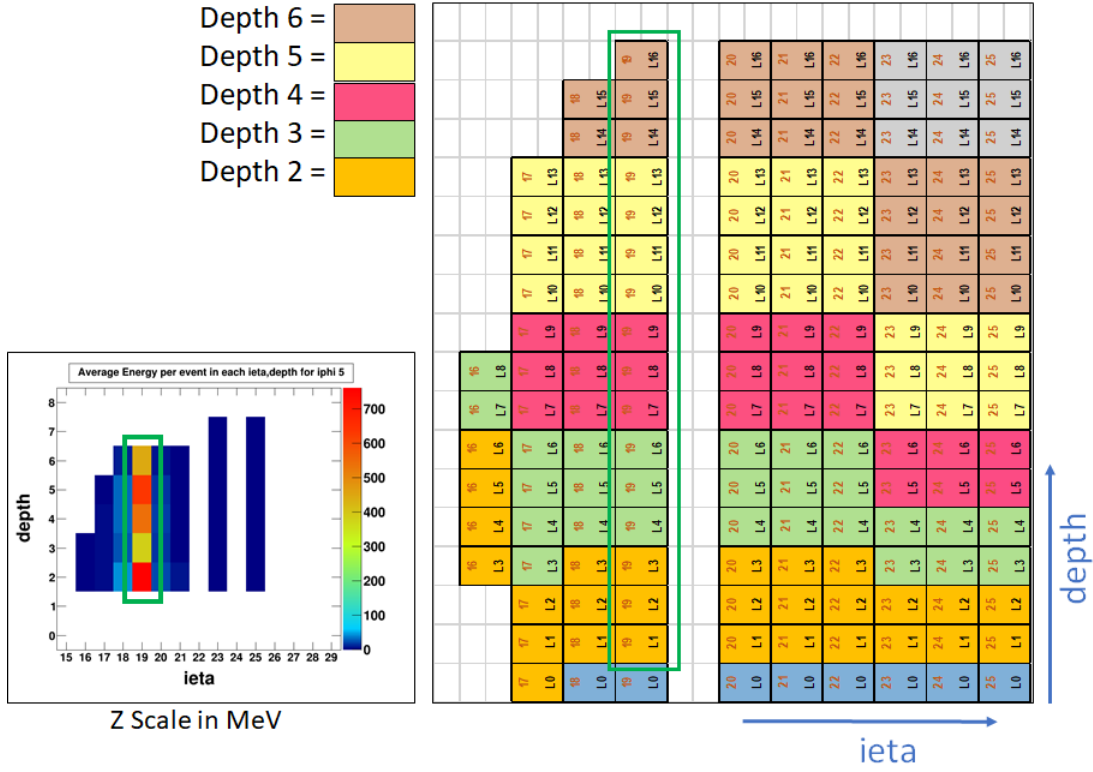 Depth 6 =
Depth 5 =
Depth 4 =
Depth 3 =
Depth 2 =
19 L16 20 L16 21 L16 22 L16 23 L16 24 L16 25 L16
18 L15 19 L15 20 L15 21 L15 22 L15 23 L15 24 L15 25 L15
18 L14 19 L14 20 L14 21 L14 22 L14 23 L14 24 L14 25 L14
17 L13 18 L13 19 L13 20 L13 21 L13 22 L13 23 L13 24 L13 25 L13
17 L12 18 L12 19 L12 20 L12 21 L12 22 L12 23 L12 24 L12 25 L12
17 L11 18 L11 19 L11 20 L11 21 L11 22 L11 23 L11 24 L11 25 L11
17 L10 18 L10 19 L10 20 L10 21 L10 22 L10 23 L10 24 L10 25 L10
17 L9 18 L9 19 L9 20 L9 21 L9 22 L9 23 L9 24 L9 25 L9
16 L8 17 L8 18 L8 19 L8 20 L8 21 L8 22 L8 23 L8 24 L8 25 L8
16 L7 17 L7 18 L7 19 L7 20 L7 21 L7 22 L7 23 L7 24 L7 25 L7
16 L6 17 L6 18 L6 19 L6 20 L6 21 L6 22 L6 23 L6 24 L6 25 L6
16 L5 17 L5 18 L5 19 L5 20 L5 21 L5 22 L5 23 L5 24 L5 25 L5
16 L4 17 L4 18 L4 19 L4 20 L4 21 L4 22 L4 23 L4 24 L4 25 L4
16 L3 17 L3 18 L3 19 L3 20 L3 21 L3 22 L3 23 L3 24 L3 25 L3
17 L2 18 L2 19 L2 20 L2 21 L2 22 L2 23 L2 24 L2 25 L2
17 L1 18 L1 19 L1 20 L1 21 L1 22 L1 23 L1 24 L1 25 L1
17 L0 18 L0 19 L0 20 L0 21 L0 22 L0 23 L0 24 L0 25 L0
depth
ieta
Average Energy per event in each ieta,depth for iphi 5
8
7
6
5
4
3
2
1
0
depth
15 16 17 18 19 20 21 22 23 24 25 26 27 28 29
ieta
700
600
500
400
300
200
100
0
Z Scale in MeV